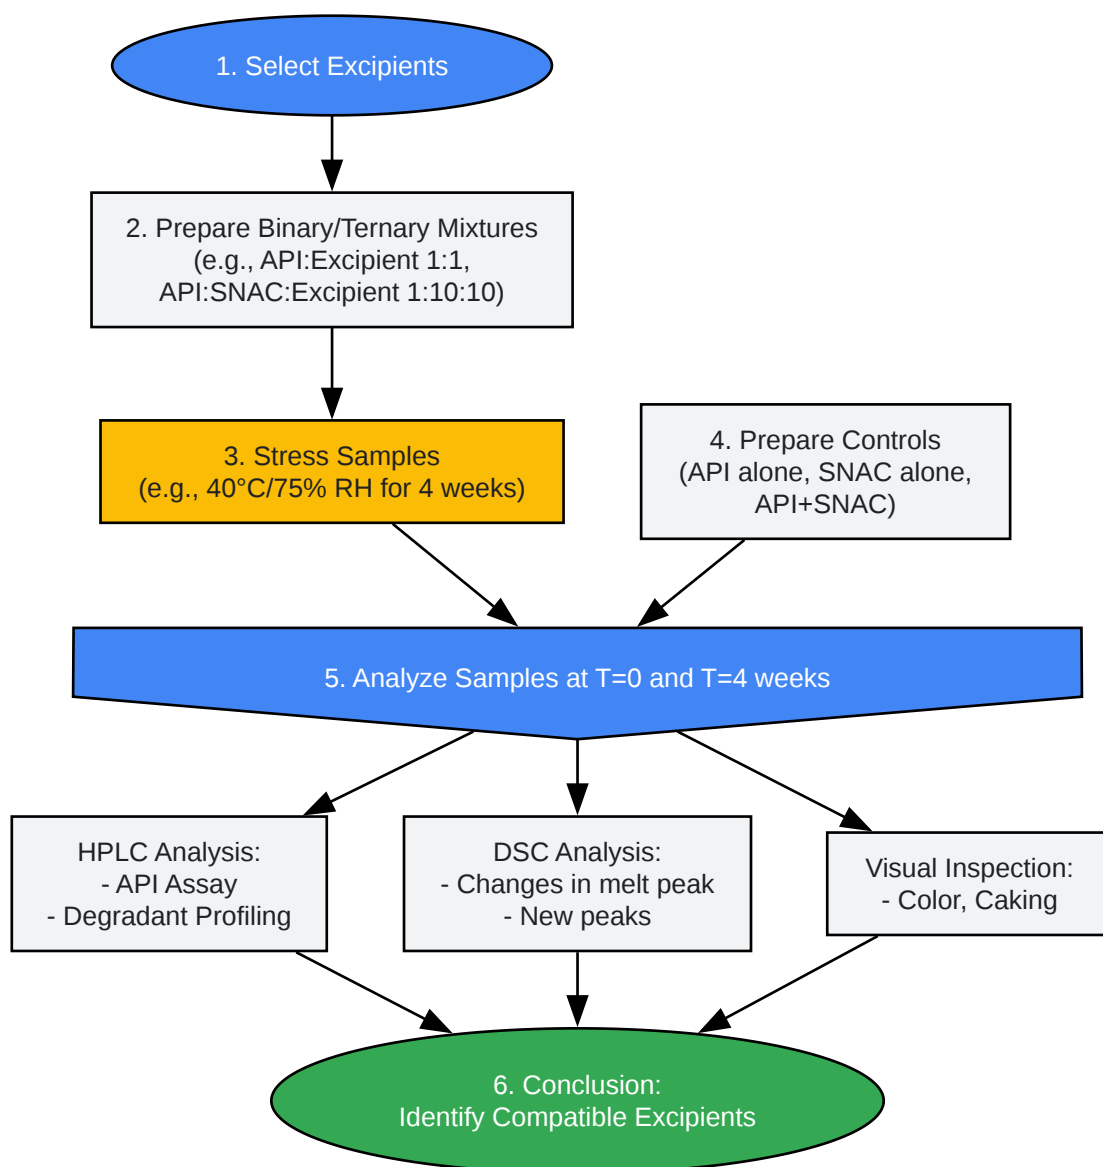 1. Select Excipients
2. Prepare Binary/Ternary Mixtures
(e.g., API:Excipient 1:1,
API:SNAC:Excipient 1:10:10)
3. Stress Samples
(e.g., 40°C/75% RH for 4 weeks)
4. Prepare Controls
(API alone, SNAC alone,
API+SNAC)
5. Analyze Samples at T=0 and T=4 weeks
HPLC Analysis:
- API Assay
- Degradant Profiling
DSC Analysis:
- Changes in melt peak
- New peaks
Visual Inspection:
- Color, Caking
6. Conclusion:
Identify Compatible Excipients